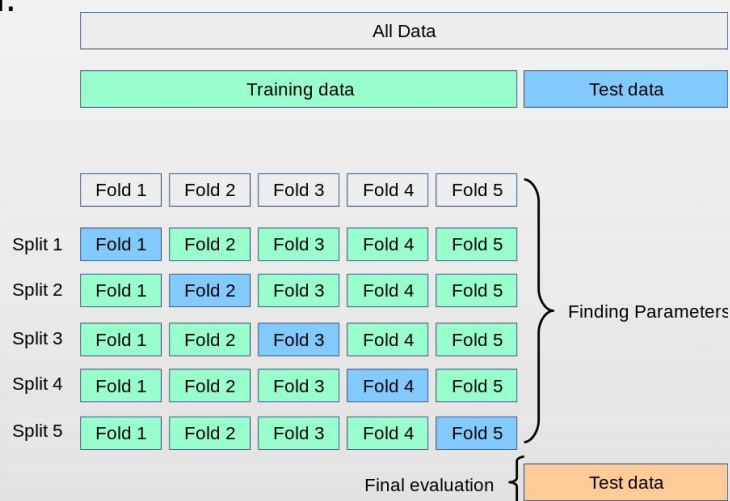 All Data
Training data Test data
Fold 1 Fold 2 Fold 3 Fold 4 Fold 5
Split 1 Fold 1 Fold 2 Fold 3 Fold 4 Fold 5
Split 2 Fold 1 Fold 2 Fold 3 Fold 4 Fold 5
Finding Parameters
Split 3 Fold 1 Fold 2 Fold 3 Fold 4 Fold 5
Split 4 Fold 1 Fold 2 Fold 3 Fold 4 Fold 5
Split 5 Fold 1 Fold 2 Fold 3 Fold 4 Fold 5
Final evaluation Test data